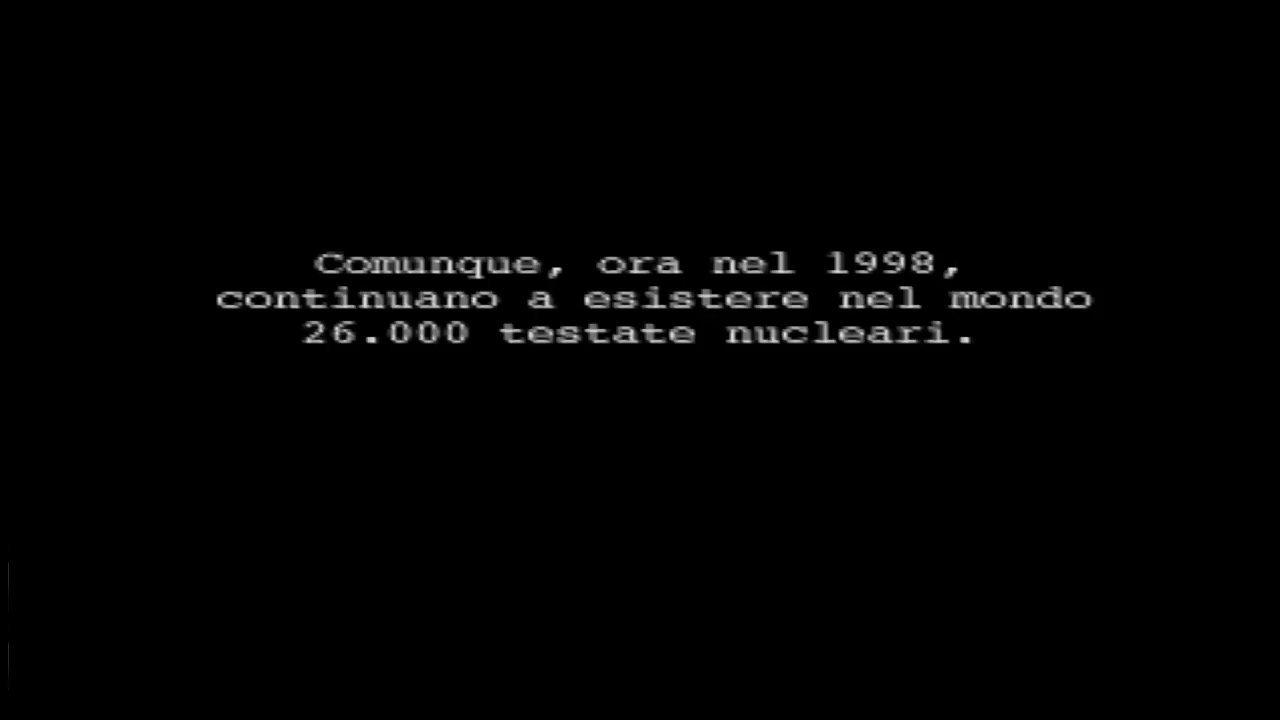 Comunque, ora nel 1998,
continuano a esistere nel mondo
26.000 testate nucleari.